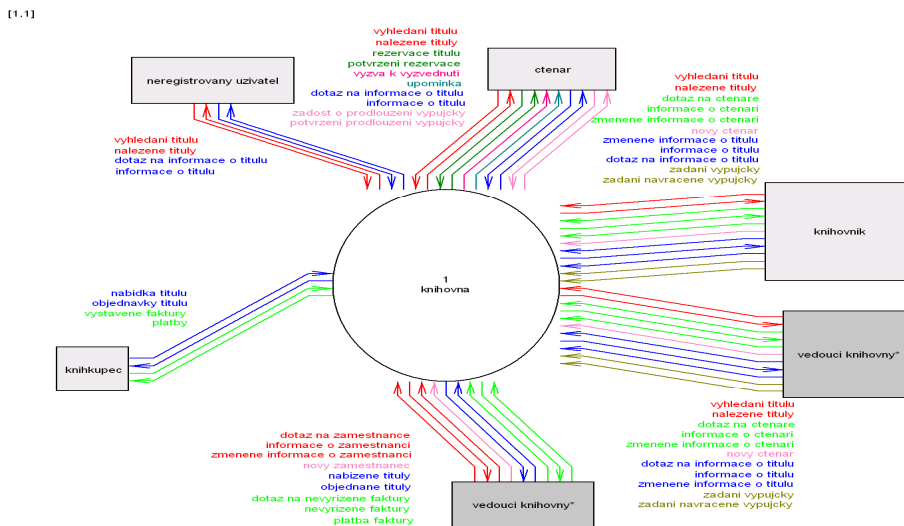 [1.1]
vyhledani titulu
nalezene tituly
rezervace titulu
potvrzeni rezervace
vyzva k vyzvednuti
upominka
dotaz na informace o titulu
informace o titulu
zadost o prodlouzeni vypujcky
potvrzeni prodlouzeni vypujcky
neregistrovany uzivatel
ctenar
vyhledani titulu
nalezene tituly
dotaz na ctenare
informace o ctenari
zmenene informace o ctenari
novy ctenar
zmenene informace o titulu
informace o titulu
dotaz na informace o titulu
zadani vypujcky
zadani navracene vypujcky
vyhledani titulu
nalezene tituly
dotaz na informace o titulu
informace o titulu
knihovnik
1
knihovna
nabidka titulu
objednavky titulu
vystavene faktury
platby
knihkupec
vedouci knihovny*
vyhledani titulu
nalezene tituly
dotaz na ctenare
informace o ctenari
zmenene informace o ctenari
novy ctenar
dotaz na informace o titulu
informace o titulu
zmenene informace o titulu
zadani vypujcky
zadani navracene vypujcky
dotaz na zamestnance
informace o zamestnanci
zmenene informace o zamestnanci
novy zamestnanec
nabizene tituly
objednane tituly
dotaz na nevyrizene faktury
nevyrizene faktury
platba faktury
vedouci knihovny*